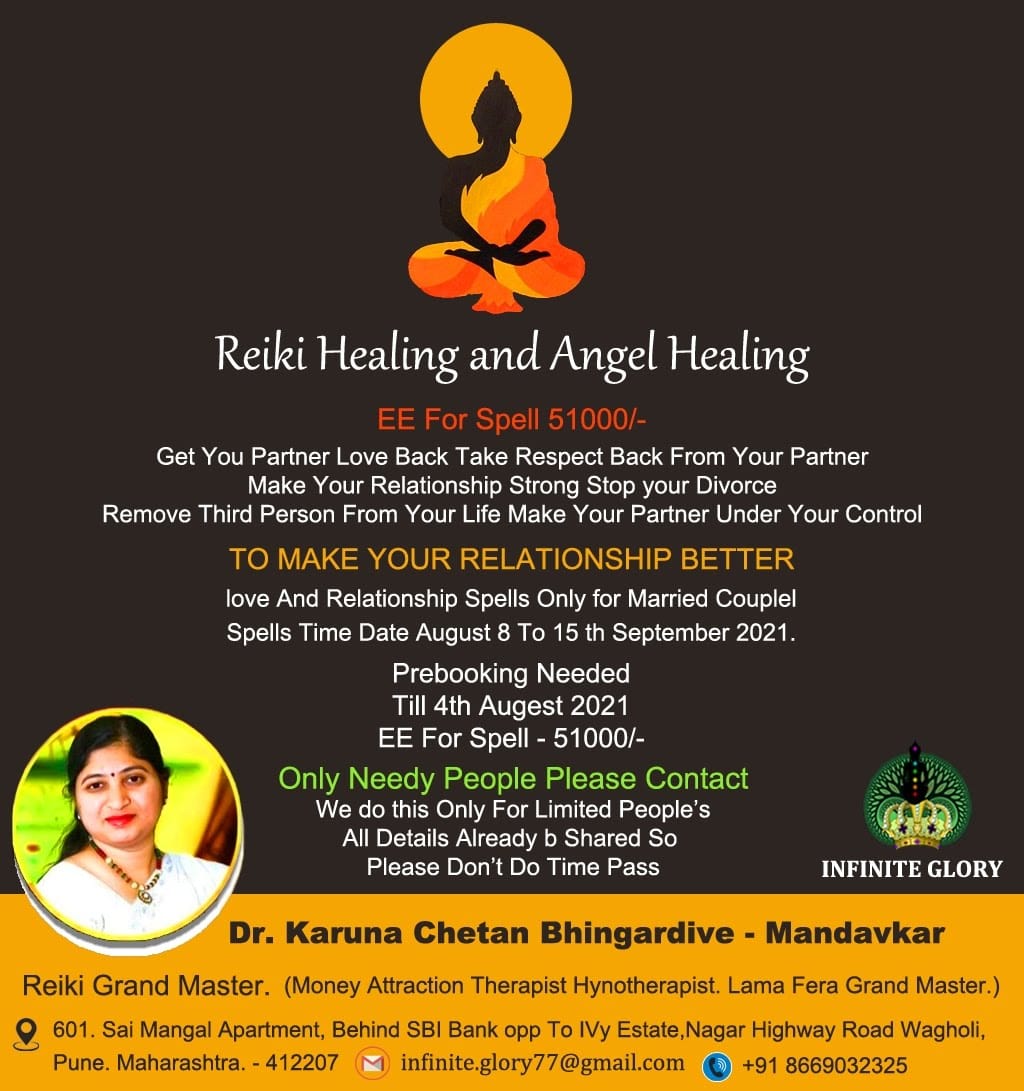 Reiki Healing and Angel Healing
EE For Spell 51000/-
Get You Partner Love Back Take Respect Back From Your Partner
Make Your Relationship Strong Stop your Divorce
Remove Third Person From Your Life Make Your Partner Under Your Control
TO MAKE YOUR RELATIONSHIP BETTER
love And Relationship Spells Only for Married Couplel
Spells Time Date August 8 To 15 th September 2021.
Prebooking Needed
Till 4th Augest 2021
EE For Spell - 51000/-
Only Needy People Please Contact
We do this Only For Limited People’s
All Details Already b Shared So
Please Don’t Do Time Pass
INFINITE GLORY
Dr. Karuna Chetan Bhingardive - Mandavkar
Reiki Grand Master. (Money Attraction Therapist Hynotherapist. Lama Fera Grand Master.)
601. Sai Mangal Apartment, Behind SBI Bank opp To IVy Estate,Nagar Highway Road Wagholi,
Pune. Maharashtra. - 412207 infinite.glory77@gmail.com +91 8669032325